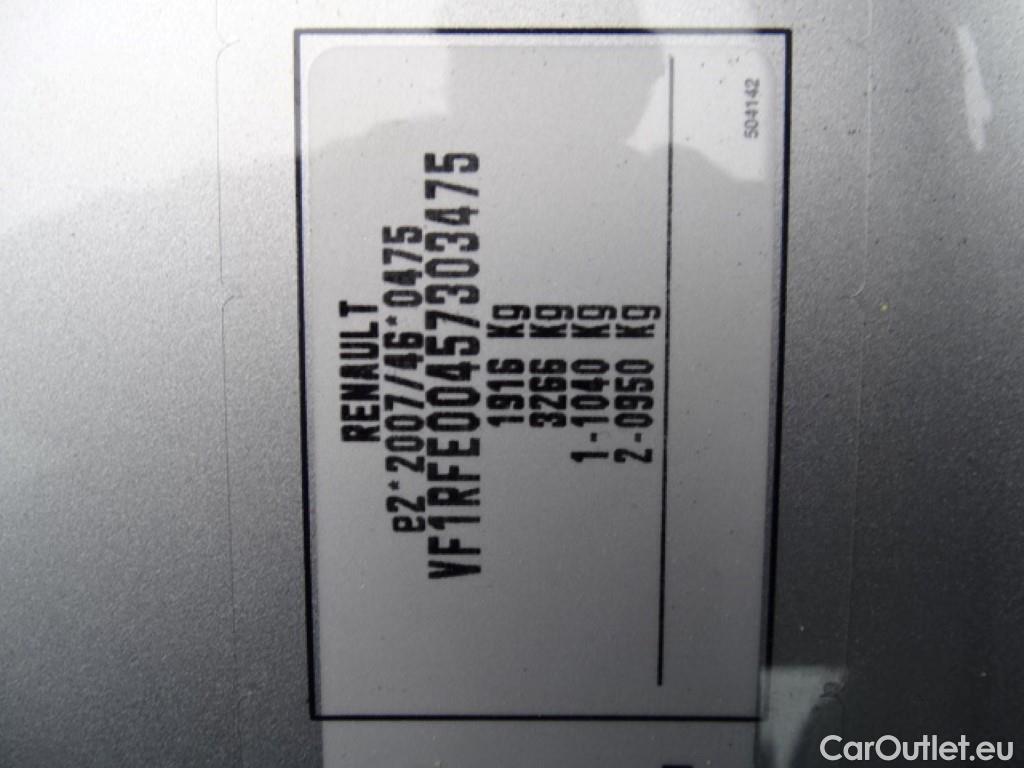 RENAULT
e2*2007/46*0475
VF1RFE00457303475
1916 Kg
3266 Kg
1-1040 Kg
2-0950 Kg
504142
CarOutlet.eu